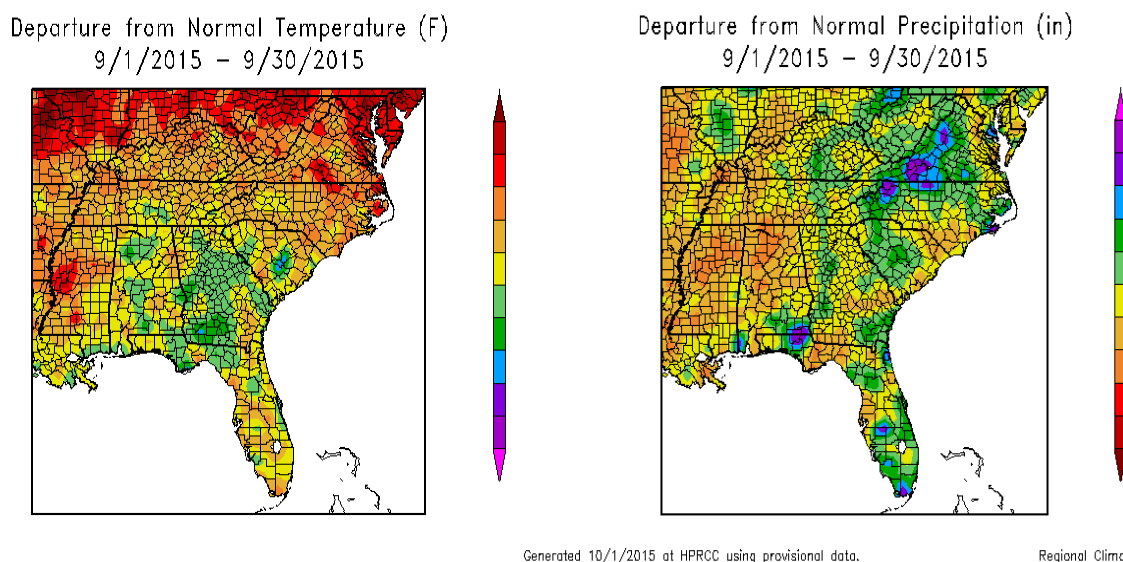 Departure from Normal Temperature (F)
9/1/2015 – 9/30/2015
Departure from Normal Precipitation (in)
9/1/2015 – 9/30/2015
Generated 10/1/2015 at HPRCC using provisional data.
Regional Clima